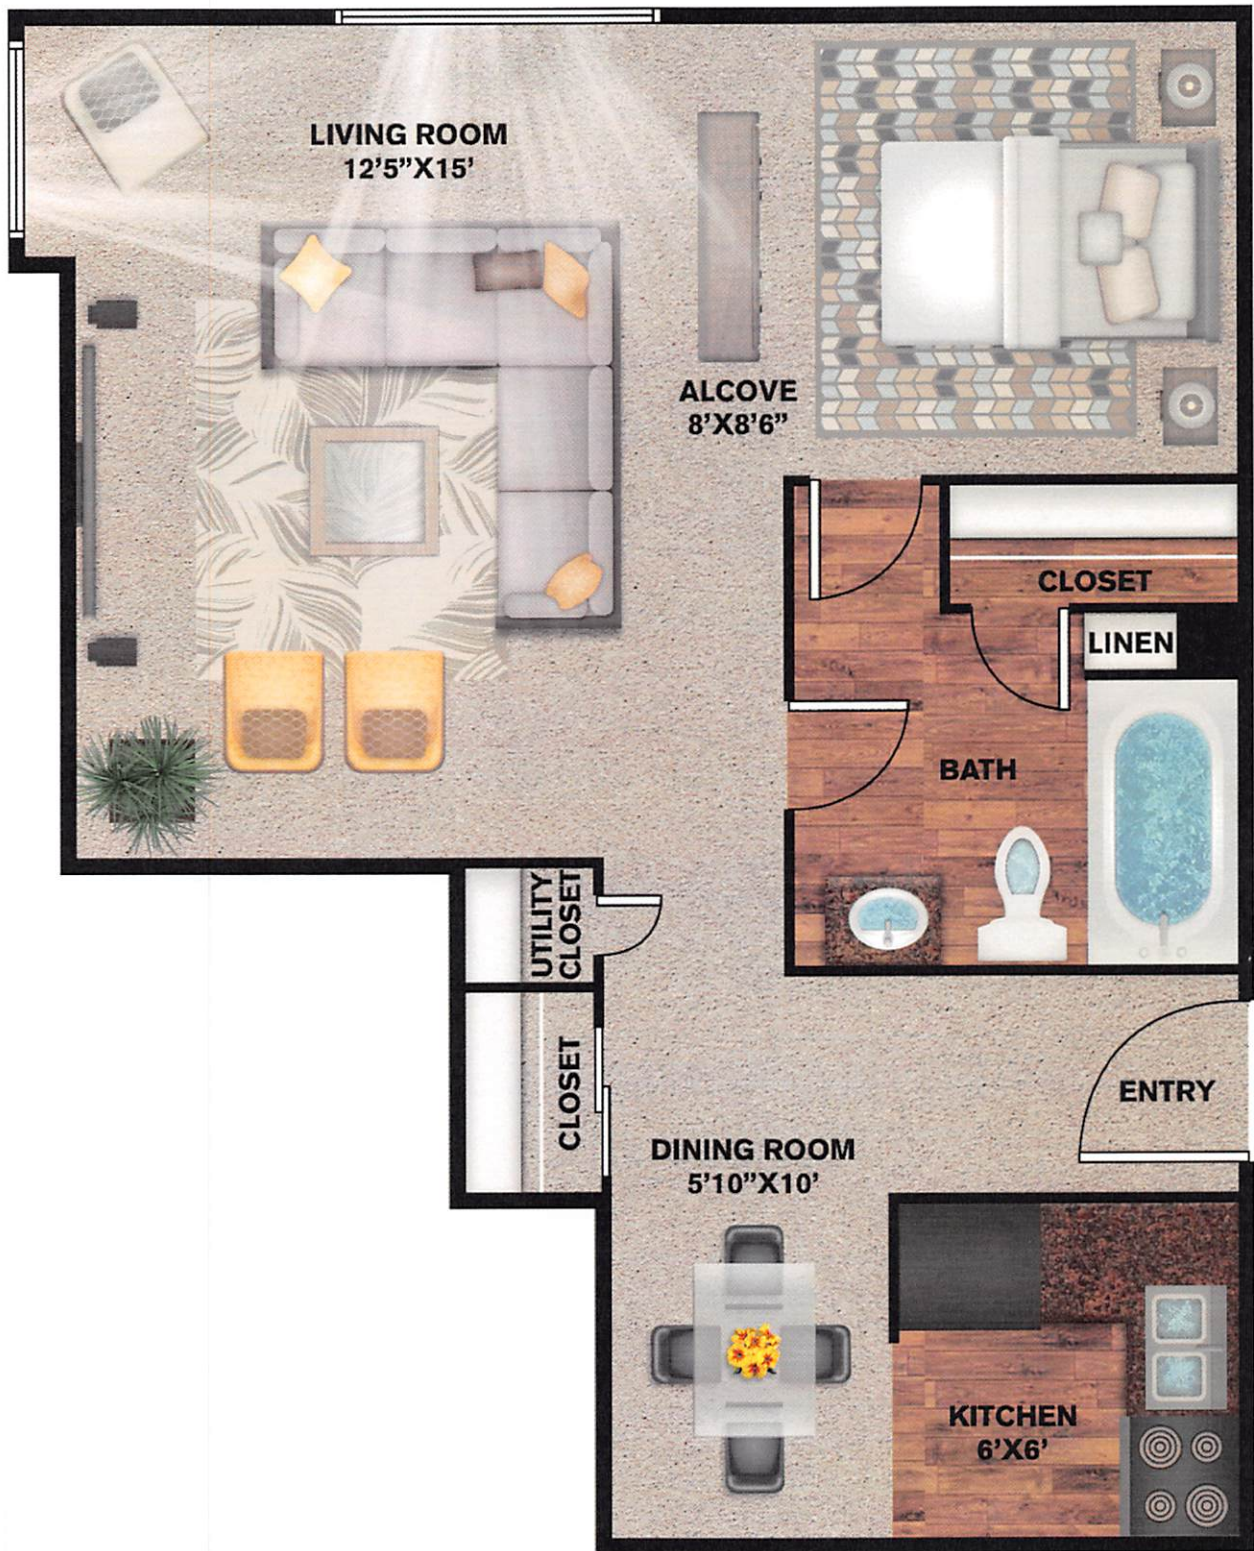 LIVING ROOM
12'5”X15'
ALCOVE
8'X8'6”
CLOSET
LINEN
BATH
UTILITY
CLOSET
CLOSET
ENTRY
DINING ROOM
5'10”X10'
KITCHEN
6'X6'